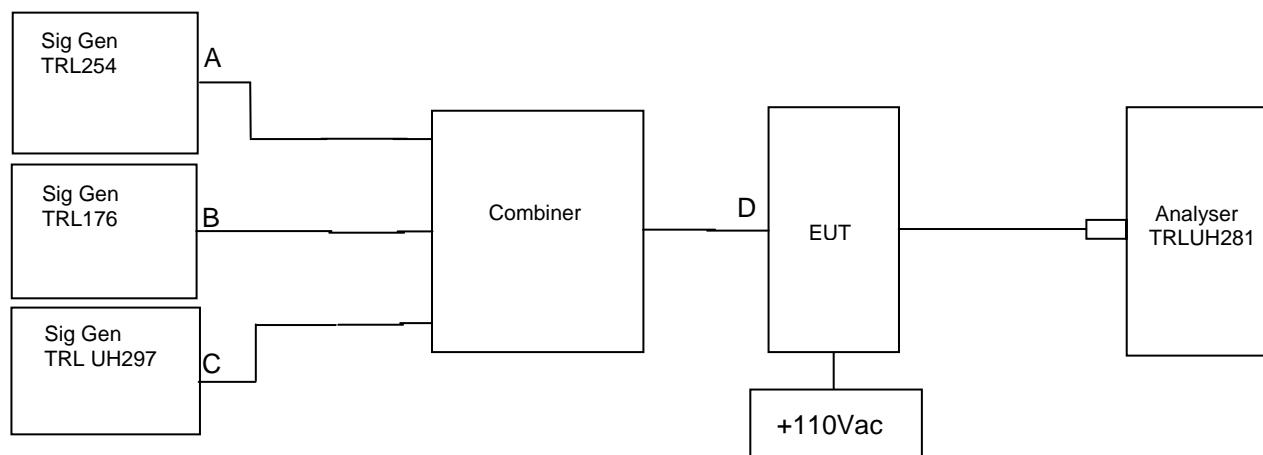 Sig Gen
TRL254
A
Sig Gen
TRL176
B
Sig Gen
TRL UH297
C
Combiner
D
EUT
+110Vac
Analyser
TRLUH281